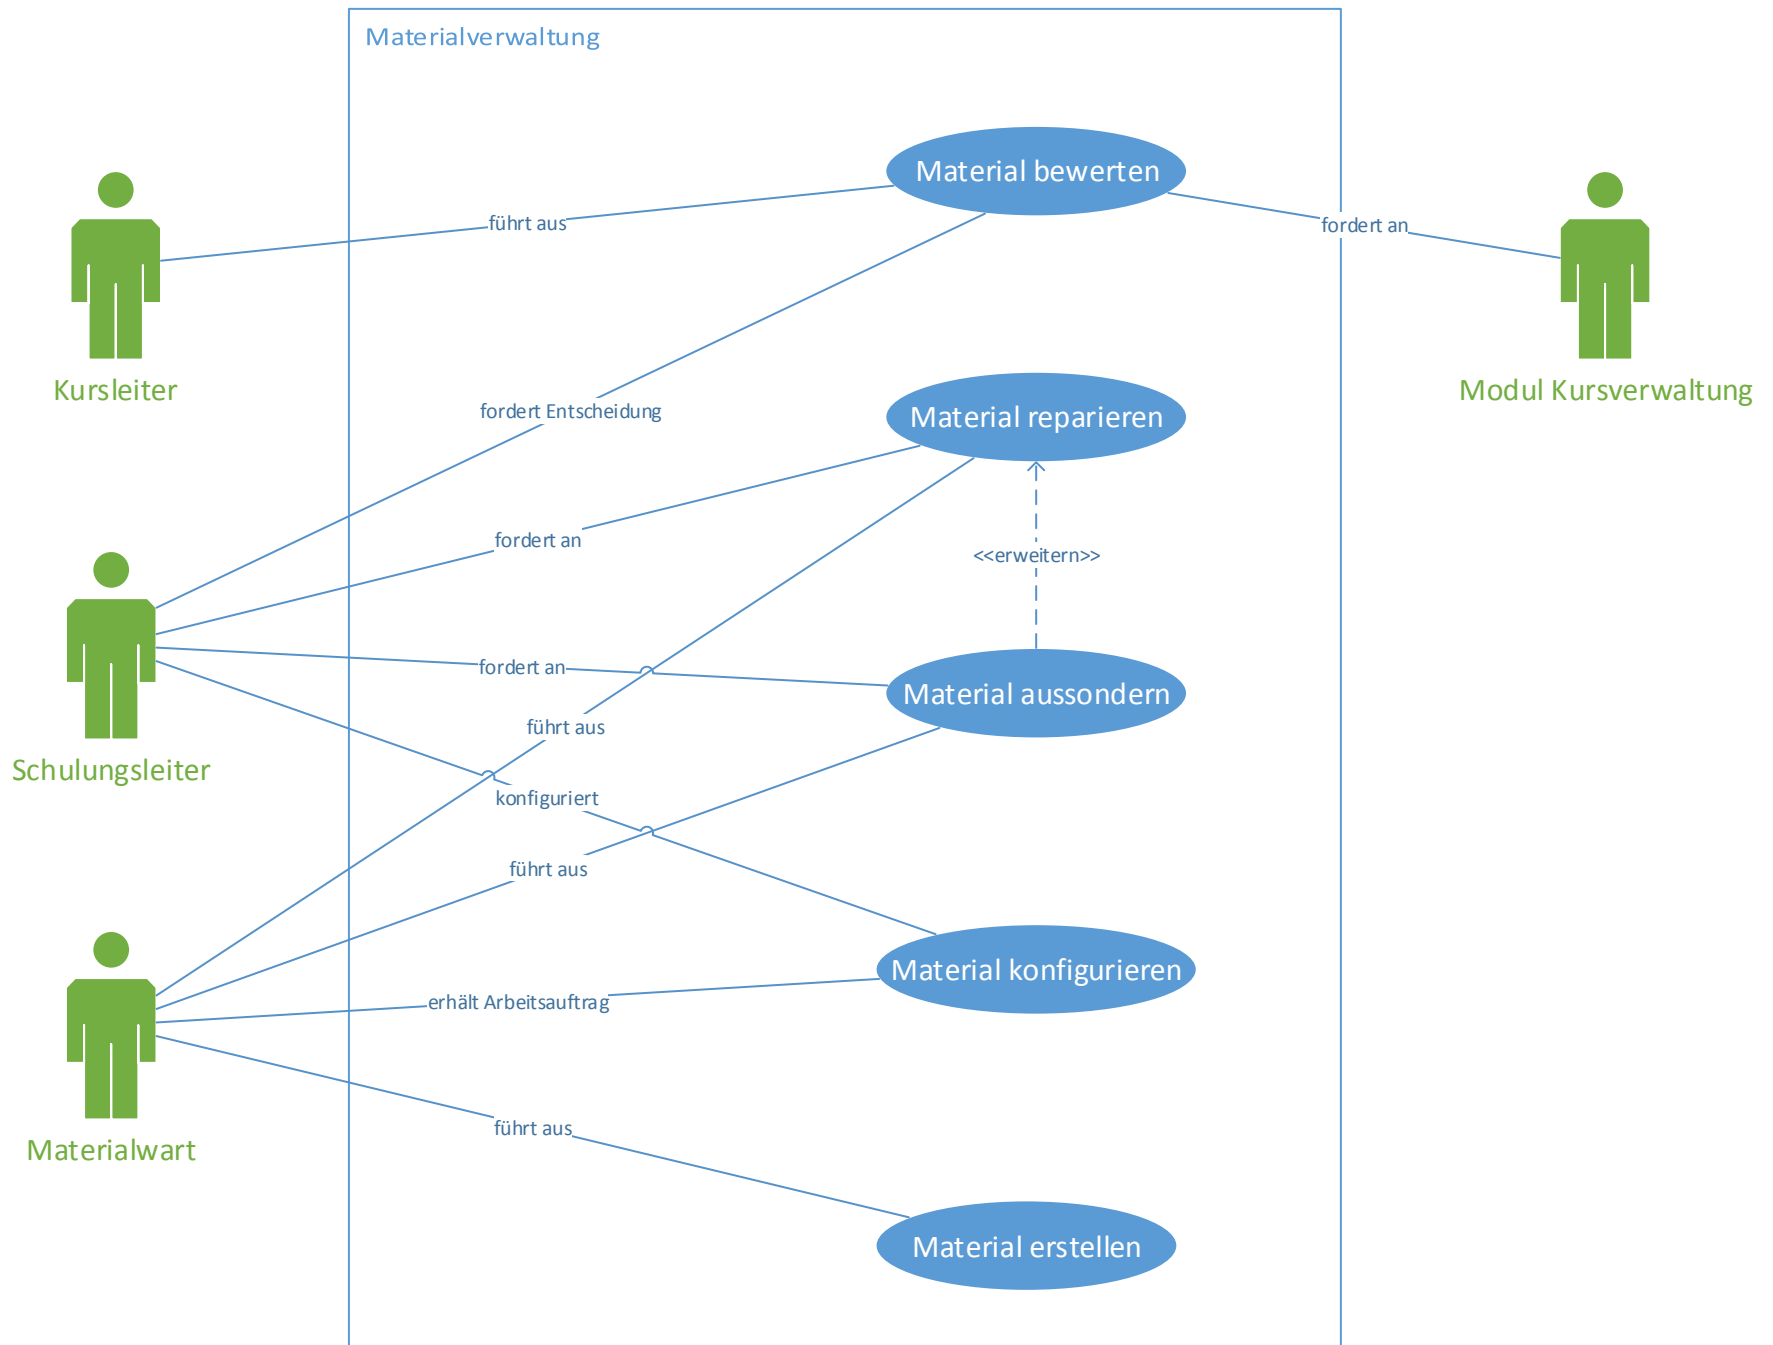 Materialverwaltung
Material bewerten
führt aus
fordert an
Kursleiter
Modul Kursverwaltung
fordert Entscheidung
Material reparieren
fordert an
<<erweitern>>
fordert an
Material aussondern
führt aus
Schulungsleiter
konfiguriert
führt aus
Material konfigurieren
erhält Arbeitsauftrag
führt aus
Materialwart
Material erstellen